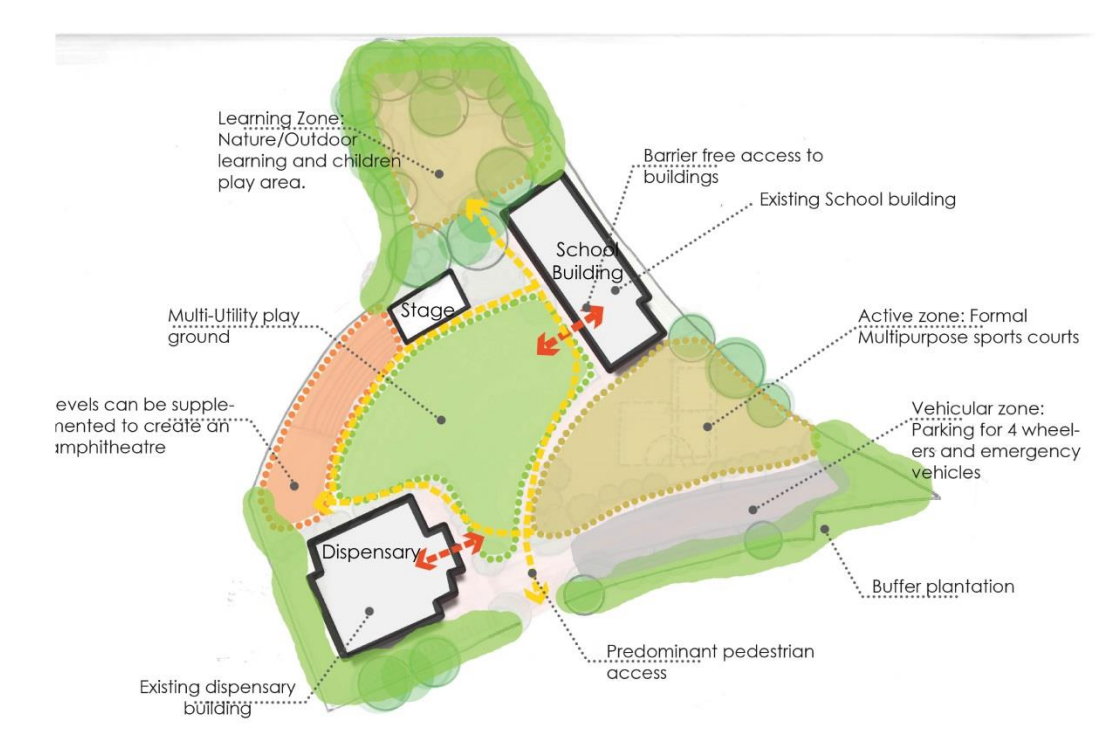 Learning Zone:
Nature/Outdoor
learning and children
play area.
Barrier free access to
buildings
Existing School building
School
Building
Stage
Multi-Utility play
ground
Active zone: Formal
Multipurpose sports courts
evels can be supple-
mented to create an
amphitheatre
Vehicular zone:
Parking for 4 wheel-
ers and emergency
vehicles
Dispensary
Buffer plantation
Predominant pedestrian
access
Existing dispensary
building